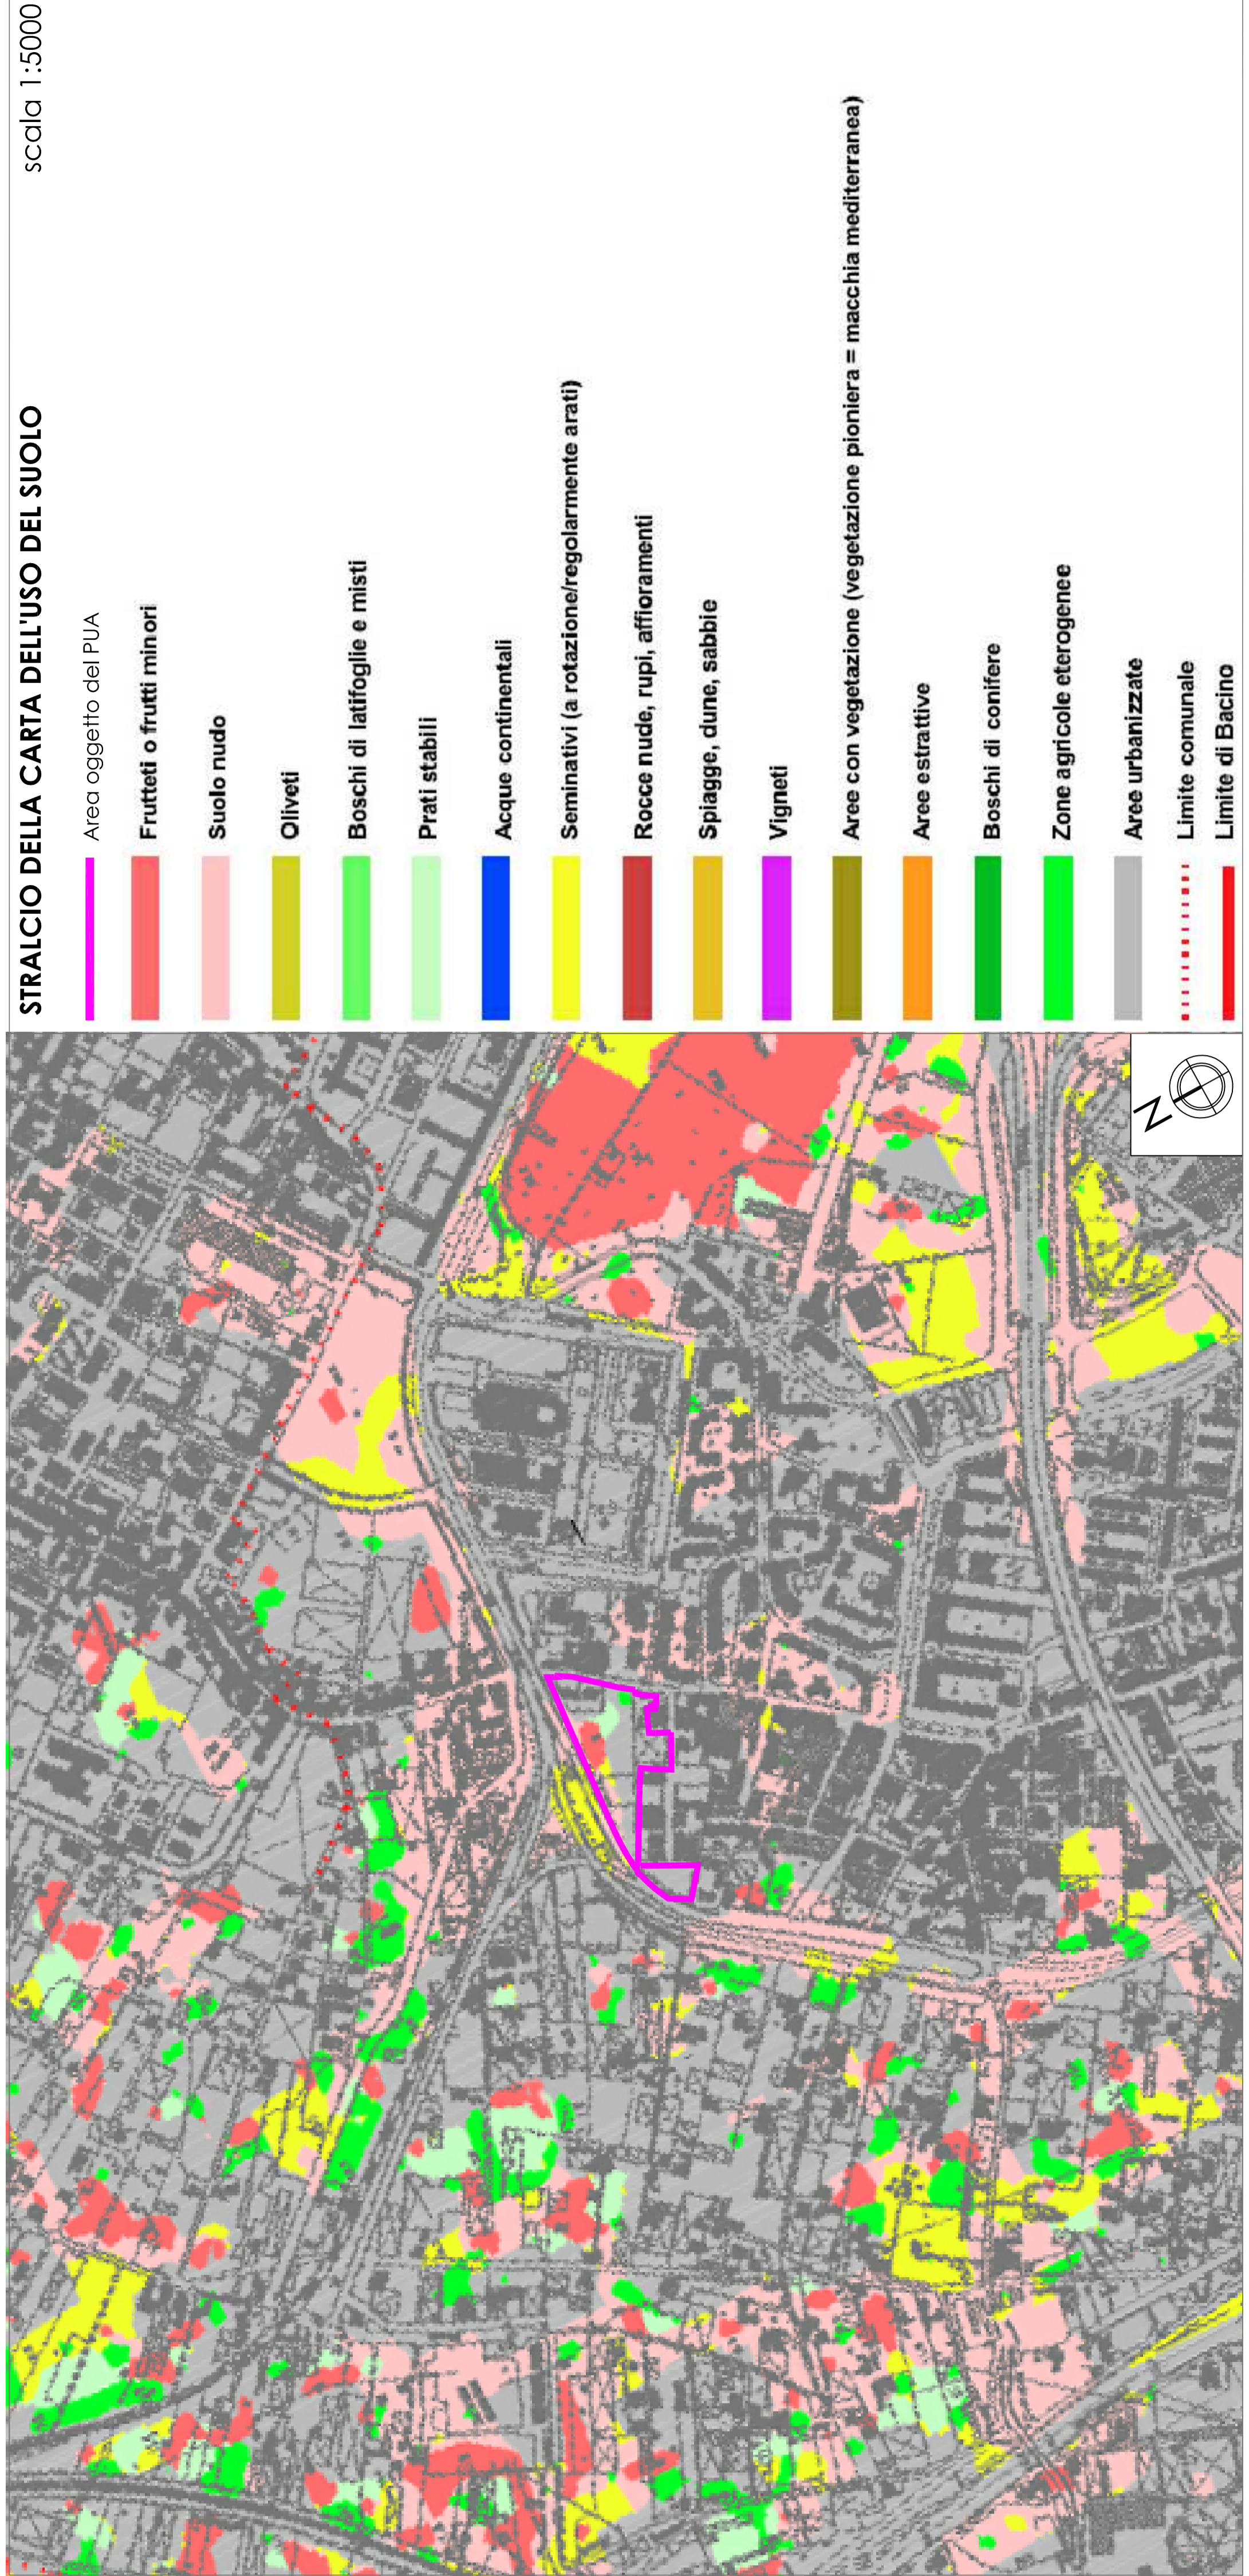 STRALCIO DELLA CARTA DELL'USO DEL SUOLO
scala 1:5000
Area oggetto del PUA
Frutteti o frutti minori
Suolo nudo
Oliveti
Boschi di latifoglie e misti
Prati stabili
Acque continentali
Seminativi (a rotazione/regolarmente arati)
Rocce nude, rupi, affioramenti
Spiagge, dune, sabbie
Vigneti
Aree con vegetazione (vegetazione pioniera = macchia mediterranea)
Aree estrattive
Boschi di conifere
Zone agricole eterogenee
Aree urbanizzate
Limite comunale
Limite di Bacino
N